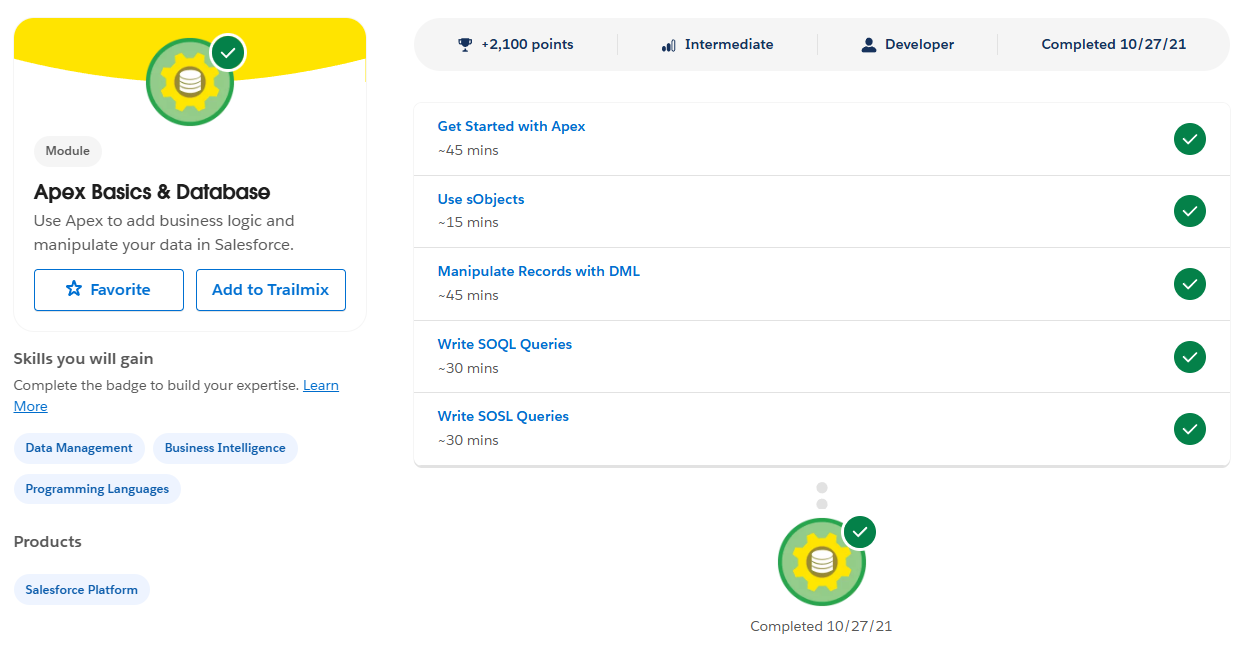 Module
Apex Basics & Database
Use Apex to add business logic and
manipulate your data in Salesforce.
Favorite
Add to Trailmix
Skills you will gain
Complete the badge to build your expertise. Learn
More
Data Management
Business Intelligence
Programming Languages
Products
Salesforce Platform
+2,100 points
Intermediate
Developer
Completed 10/27/21
Get Started with Apex
~45 mins
Use sObjects
~15 mins
Manipulate Records with DML
~45 mins
Write SOQL Queries
~30 mins
Write SOSL Queries
~30 mins
Completed 10/27/21